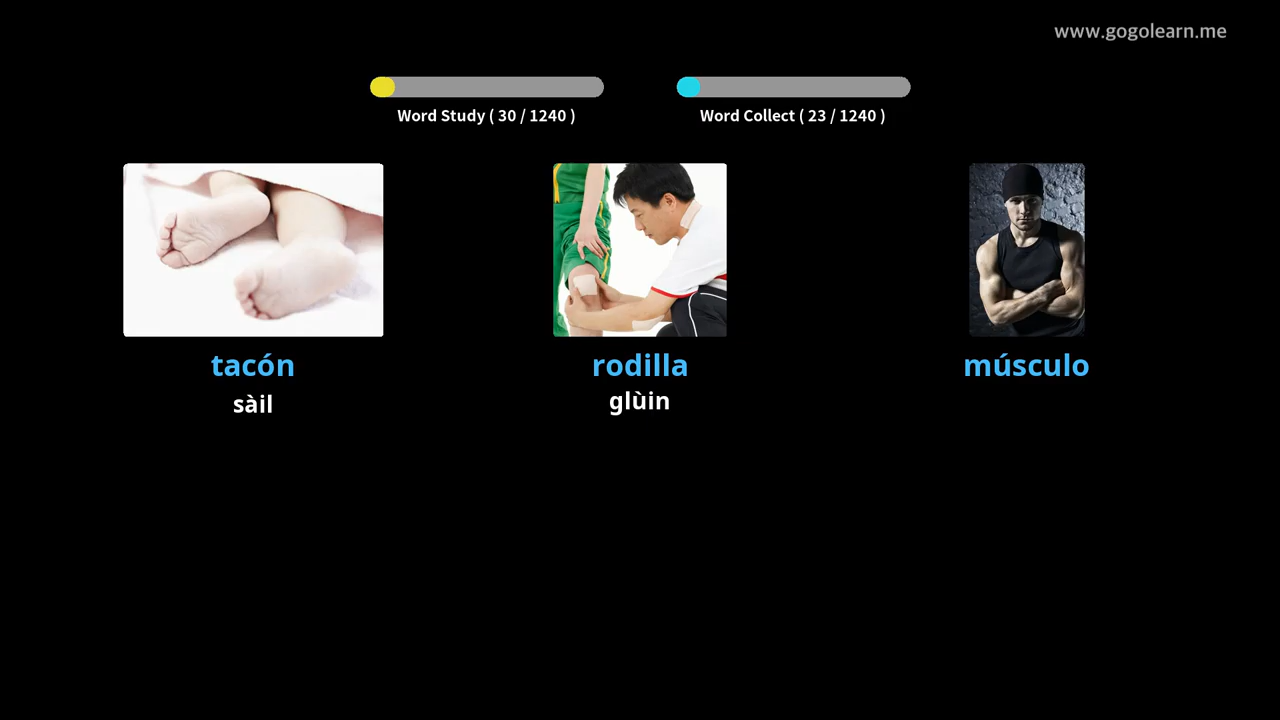 www.gogolearn.me
Word Study ( 30 / 1240 )
Word Collect ( 23 / 1240 )
tacón
rodilla
músculo
sàil
glùin